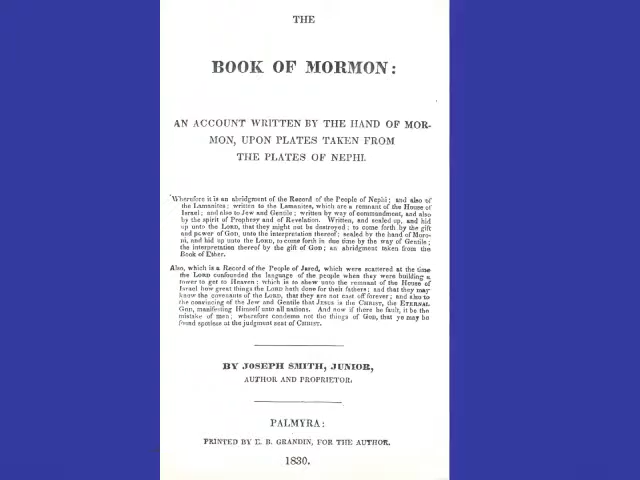 THE
BOOK OF MORMON:
AN ACCOUNT WRITTEN BY THE HAND OF MOR-
MON, UPON PLATES TAKEN FROM
THE PLATES OF NEPHI.
Wherefore it is an abridgment of the Record of the People of Nephi; and also of
the Lamanites; written to the Lamanites, which are a remnant of the House of
Israel; and also to Jew and Gentile; written by way of commandment, and also
by the spirit of Prophesy and of Revelation. Written, and sealed up, and hid
up unto the LORD, that they might not be destroyed; to come forth by the gift
and power of GOD, unto the interpretation thereof; sealed by the hand of Moro-
ni, and hid up unto the LORD, to come forth in due time by the way of Gentile;
the interpretation thereof by the gift of GOD; an abridgment taken from the
Book of Ether.
Also, which is a Record of the People of Jared, which were scattered at the time
the LORD confounded the language of the people when they were building a
tower to get to Heaven: which is to shew unto the remnant of the House of
Israel how great things the LORD hath done for their fathers; and that they may
know the covenants of the LORD, that they are not cast off forever; and also to
the convincing of the Jew and Gentile that JESUS is the CHRIST, the ETERNAL
GOD, manifesting Himself unto all nations. And now if there be fault, it be the
mistake of men; wherefore condemn not the things of GOD, that ye may be
found spotless at the judgment seat of CHRIST.
BY JOSEPH SMITH, JUNIOR,
AUTHOR AND PROPRIETOR.
PALMYRA:
PRINTED BY E. B. GRANDIN, FOR THE AUTHOR.
1830.